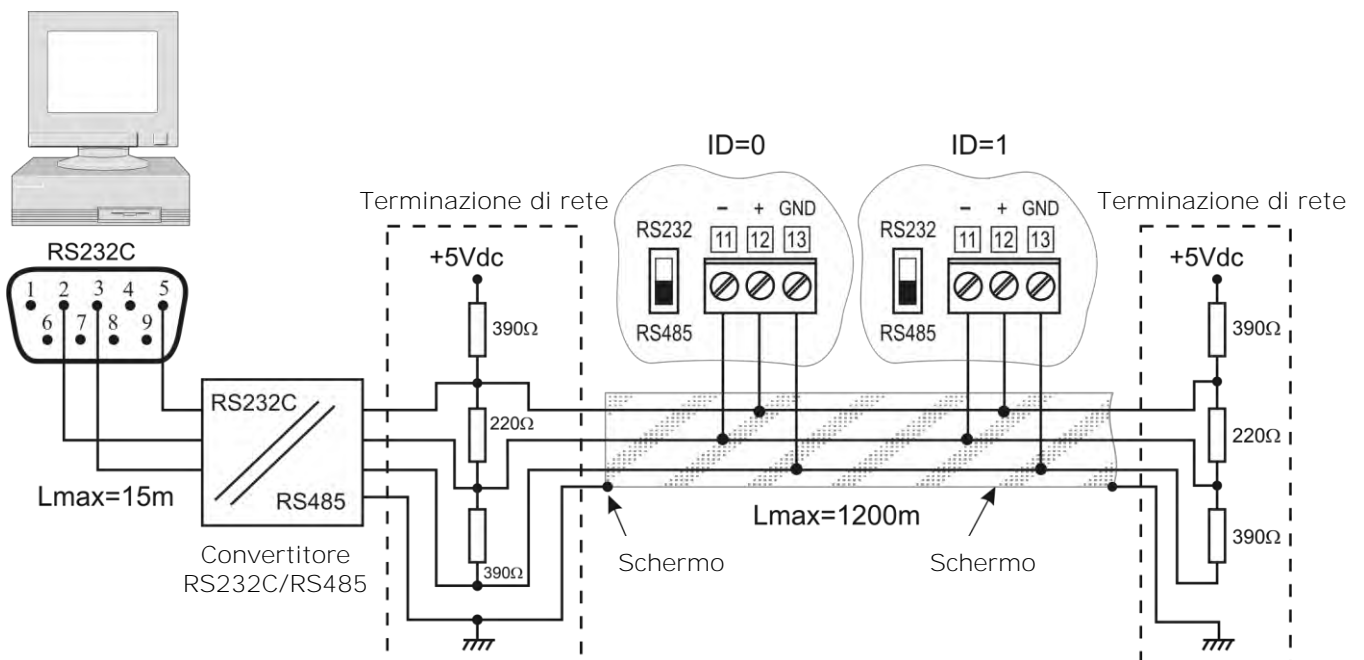 ID=0
ID=1
Terminazione di rete
Terminazione di rete
- + GND
- + GND
RS232
11 12 13
RS232
11 12 13
RS232C
+5Vdc
+5Vdc
1 2 3 4 5
6 7 8 9
390Ω
RS485
RS485
390Ω
RS232C
220Ω
220Ω
Lmax=15m
RS485
Lmax=1200m
390Ω
Convertitore
RS232C/RS485
Schermo
Schermo
390Ω